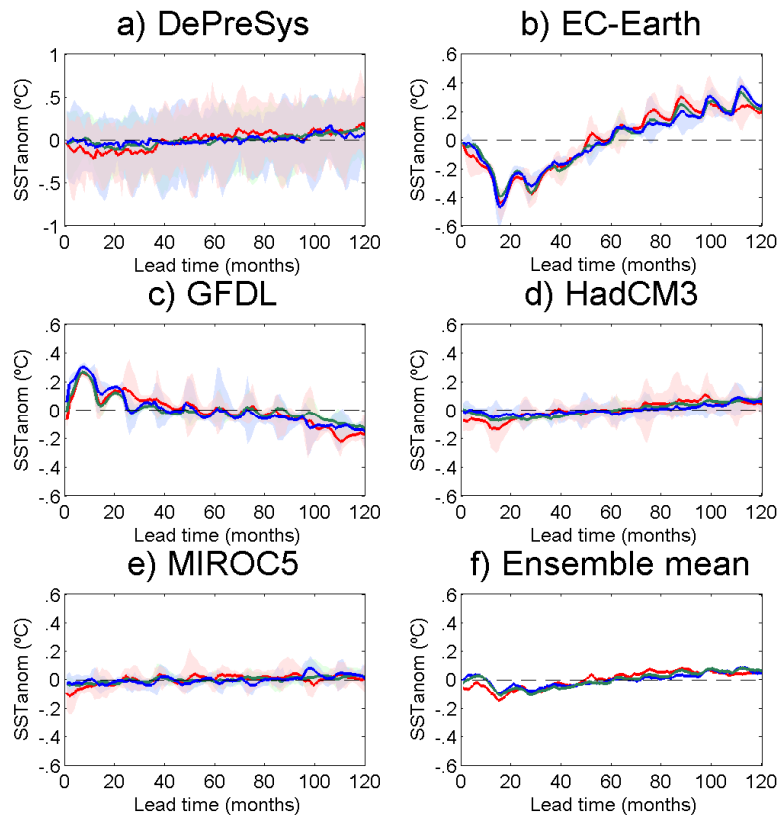 a) DePreSys
b) EC-Earth
SSTanom (ºC)
1
.5
0
-.5
-1
0 20 40 60 80 100 120
Lead time (months)
SSTanom (ºC)
.6
.4
.2
0
-.2
-.4
-.6
0 20 40 60 80 100 120
Lead time (months)
c) GFDL
d) HadCM3
SSTanom (ºC)
.6
.4
.2
0
-.2
-.4
-.6
0 20 40 60 80 100 120
Lead time (months)
SSTanom (ºC)
.6
.4
.2
0
-.2
-.4
-.6
0 20 40 60 80 100 120
Lead time (months)
e) MIROC5
f) Ensemble mean
SSTanom (ºC)
.6
.4
.2
0
-.2
-.4
-.6
0 20 40 60 80 100 120
Lead time (months)
SSTanom (ºC)
.6
.4
.2
0
-.2
-.4
-.6
0 20 40 60 80 100 120
Lead time (months)